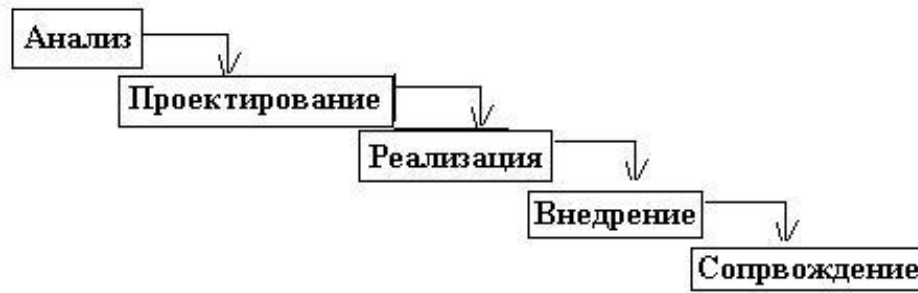 Анализ
Проектирование
Реализация
Внедрение
Сопрвождение